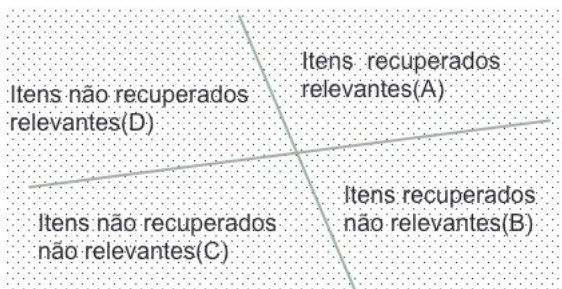 Itens recuperados
relevantes(A)
Itens não recuperados
relevantes(D)
Itens recuperados
não relevantes(B)
Itens não recuperados
não relevantes(C)